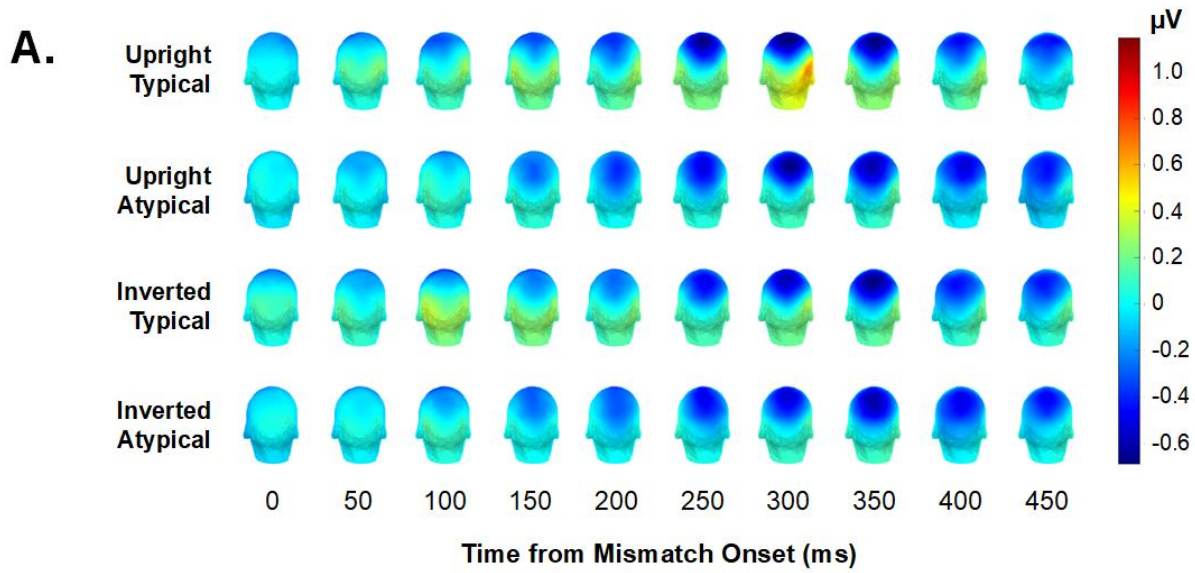 A.
µV
Upright
Typical
Upright
Atypical
Inverted
Typical
Inverted
Atypical
1.0
0.8
0.6
0.4
0.2
0
-0.2
-0.4
-0.6
0 50 100 150 200 250 300 350 400 450
Time from Mismatch Onset (ms)